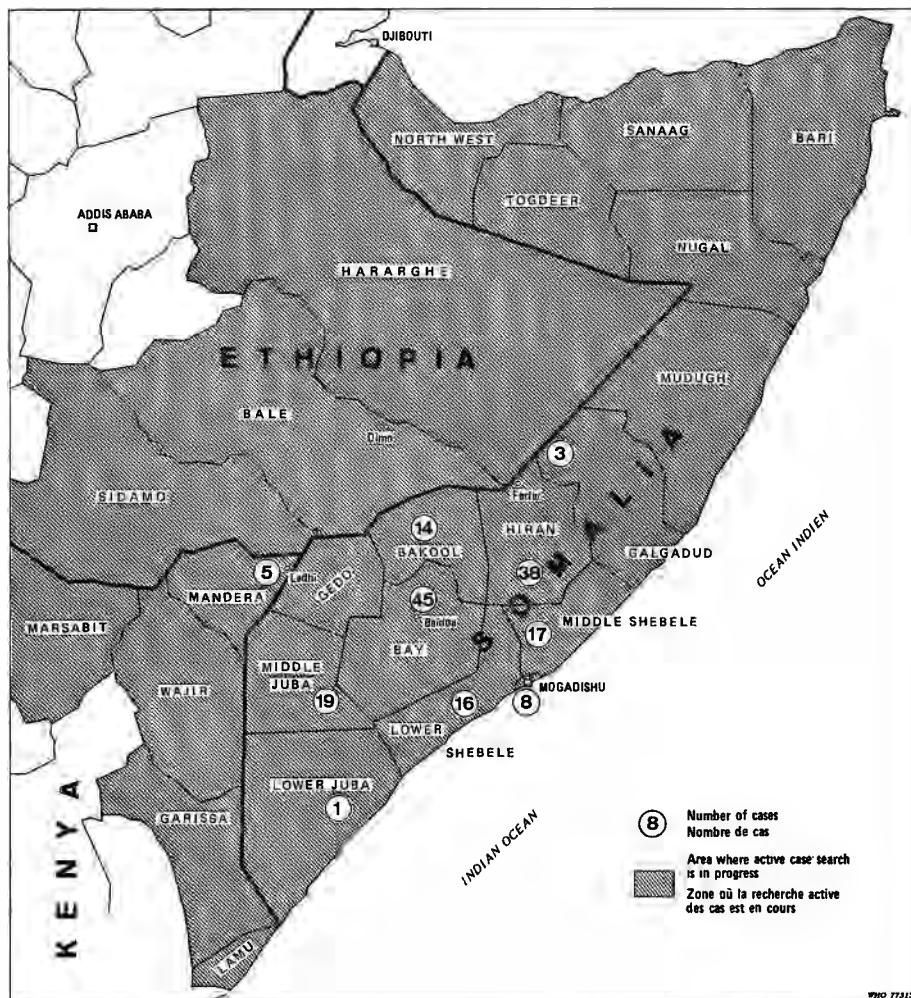 DJIBOUTI
NORTH WEST
SANAAG
BARI
TOGDEER
ADDIS ABABA
NUGAL
HARARGHE
ETHIOPIA
MUDUGH
BALE
Dimo
3
SIDAMO
Ferfer
14
HIRAN
SOMALIA
BAKOOL
GALGADUD
OCEAN INDIEN
5
GEDO
38
MANDERA
45
MARSABIT
Baidoa
MIDDLE SHEBELE
17
BAY
MIDDLE
JUBA
WAJIR
MOGADISHU
19
16
8
LOWER
SHEBELE
LOWER JUBA
1
GARISSA
INDIAN OCEAN
KENYA
LAMU
8
Number of cases
Nombre de cas
Area where active case search
is in progress
Zone où la recherche active
des cas est en cours